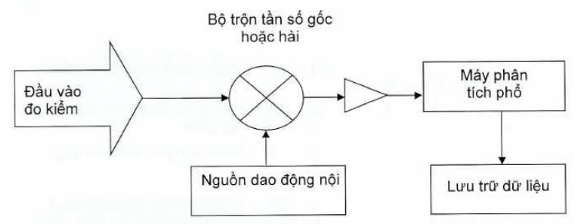 Bộ trộn tần số gốc
hoặc hài
Đầu vào
đo kiểm
Máy phân
tích phổ
Nguồn dao động nội
Lưu trữ dữ liệu